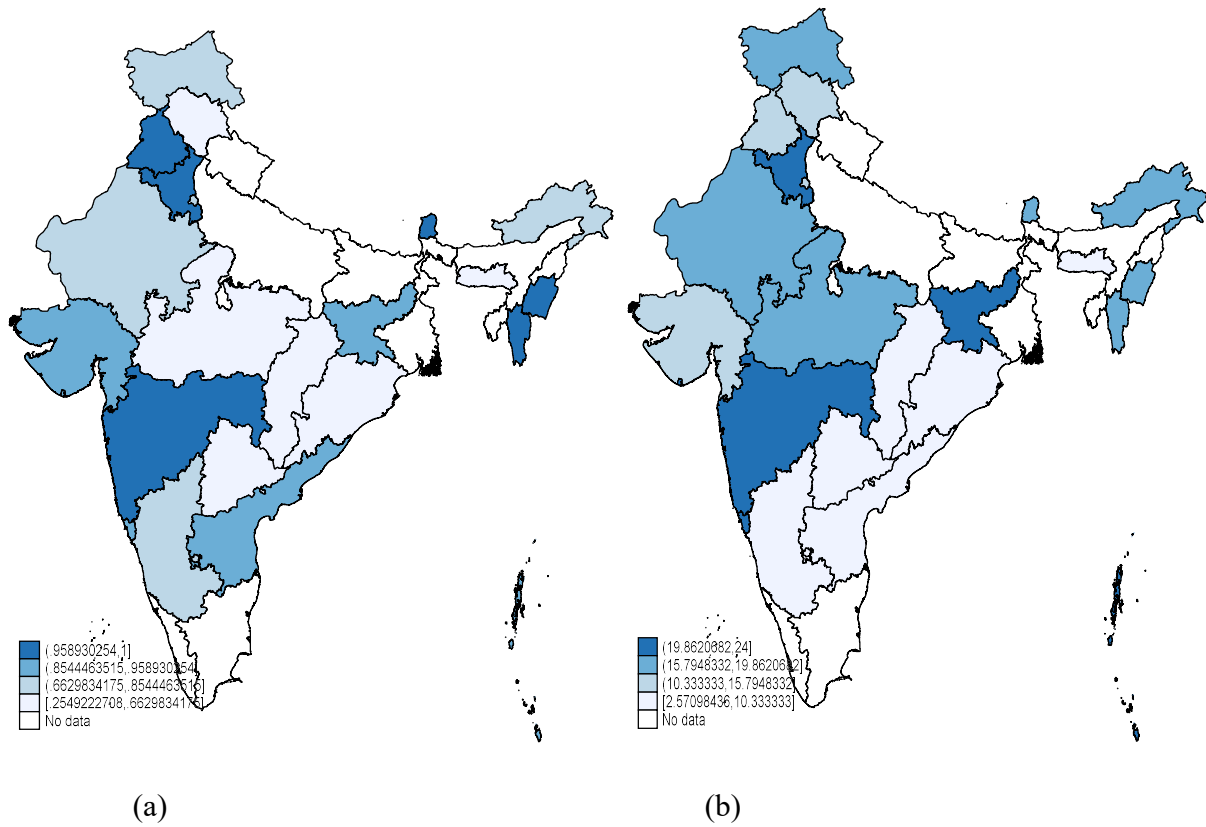 (.958930254,1]
(.8544463515,.958930254]
(.6629834175,.8544463515]
[.2549222708,.6629834175]
No data
(19.8620682,24]
(15.7948332,19.8620682]
(10.333333,15.7948332]
[2.57098436,10.333333]
No data
(a)
(b)